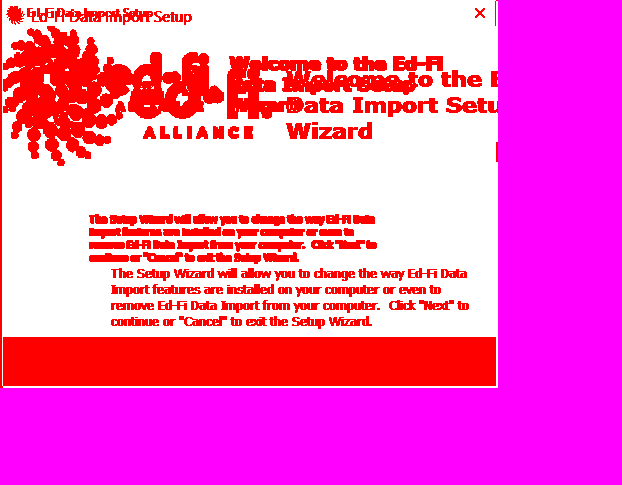 Ed-Fi Data Import Setup
Ed-Fi Data Import Setup
ed-fi
ALLIANCE
Welcome to the Ed-Fi
Data Import Setup
Wizard
Welcome to the E
Data Import Setu
Wizard
The Setup Wizard will allow you to change the way Ed-Fi Data
Import features are installed on your computer or even to
remove Ed-Fi Data Import from your computer. Click "Next" to
continue or "Cancel" to exit the Setup Wizard.
The Setup Wizard will allow you to change the way Ed-Fi Data
Import features are installed on your computer or even to
remove Ed-Fi Data Import from your computer. Click "Next" to
continue or "Cancel" to exit the Setup Wizard.